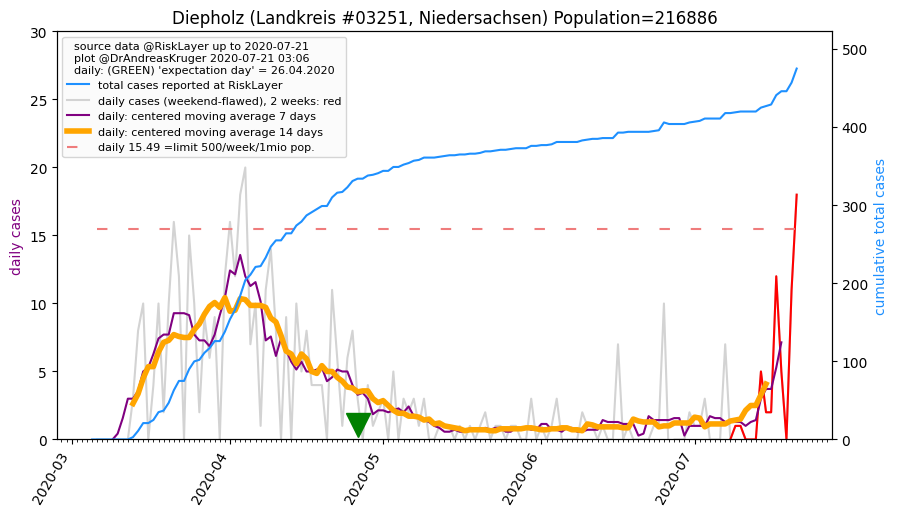 Diepholz (Landkreis #03251, Niedersachsen) Population=216886
source data @RiskLayer up to 2020-07-21
plot @DrAndreasKruger 2020-07-21 03:06
daily: (GREEN) 'expectation day' = 26.04.2020
total cases reported at RiskLayer
daily cases (weekend-flawed), 2 weeks: red
daily: centered moving average 7 days
daily: centered moving average 14 days
daily 15.49 =limit 500/week/1mio pop.
daily cases
30
25
20
15
10
5
0
cumulative total cases
500
400
300
200
100
0
2020-03
2020-04
2020-05
2020-06
2020-07